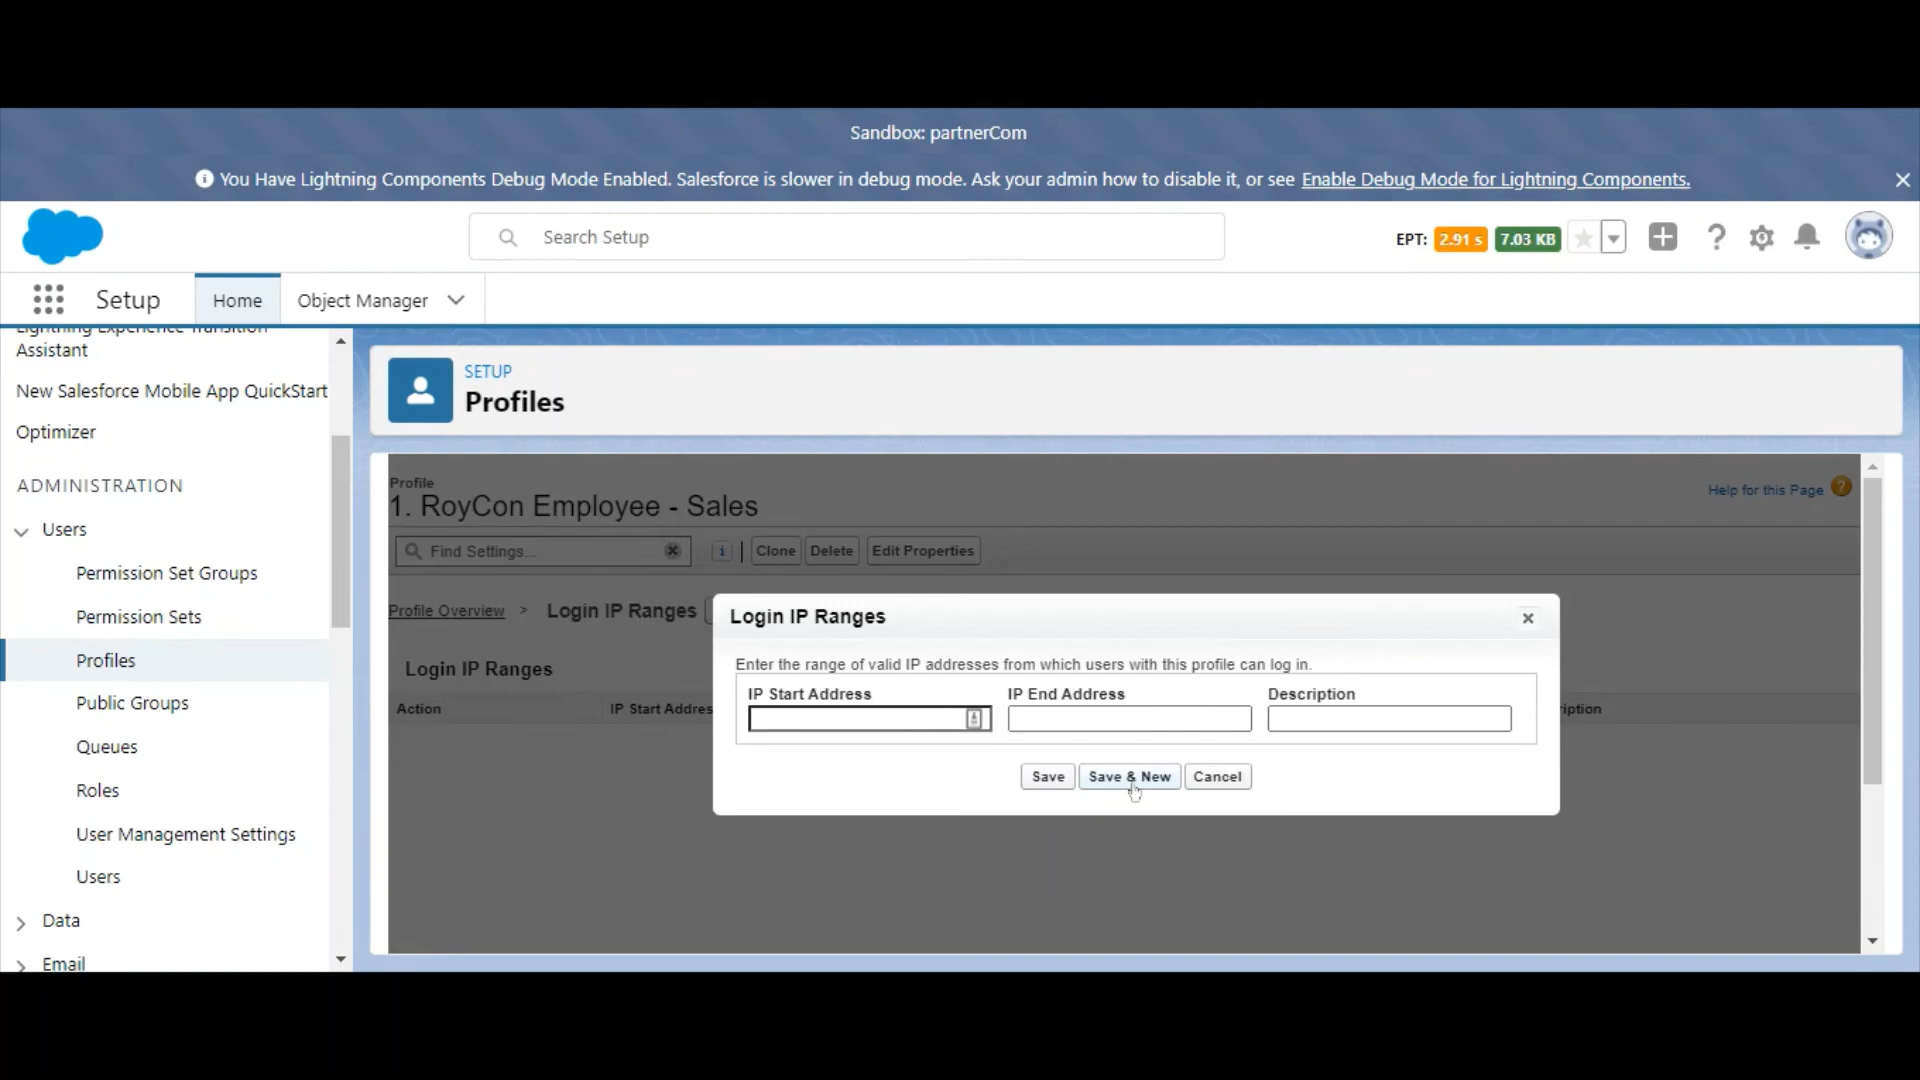 Sandbox: partnerCom
You Have Lightning Components Debug Mode Enabled. Salesforce is slower in debug mode. Ask your admin how to disable it, or see Enable Debug Mode for Lightning Components.
Search Setup
EPT: 2.91 s 7.03 KB
Setup
Home
Object Manager
Lightning Experience Transition
Assistant
New Salesforce Mobile App QuickStart
Optimizer
ADMINISTRATION
Users
Permission Set Groups
Permission Sets
Profiles
Public Groups
Queues
Roles
User Management Settings
Users
Data
Email
SETUP
Profiles
Profile
1. RoyCon Employee - Sales
Help for this Page ?
Find Settings...
i | Clone Delete Edit Properties
Profile Overview > Login IP Ranges
Login IP Ranges
Action IP Start Addres
iption
Login IP Ranges
Enter the range of valid IP addresses from which users with this profile can log in.
IP Start Address IP End Address Description
Save Save & New Cancel